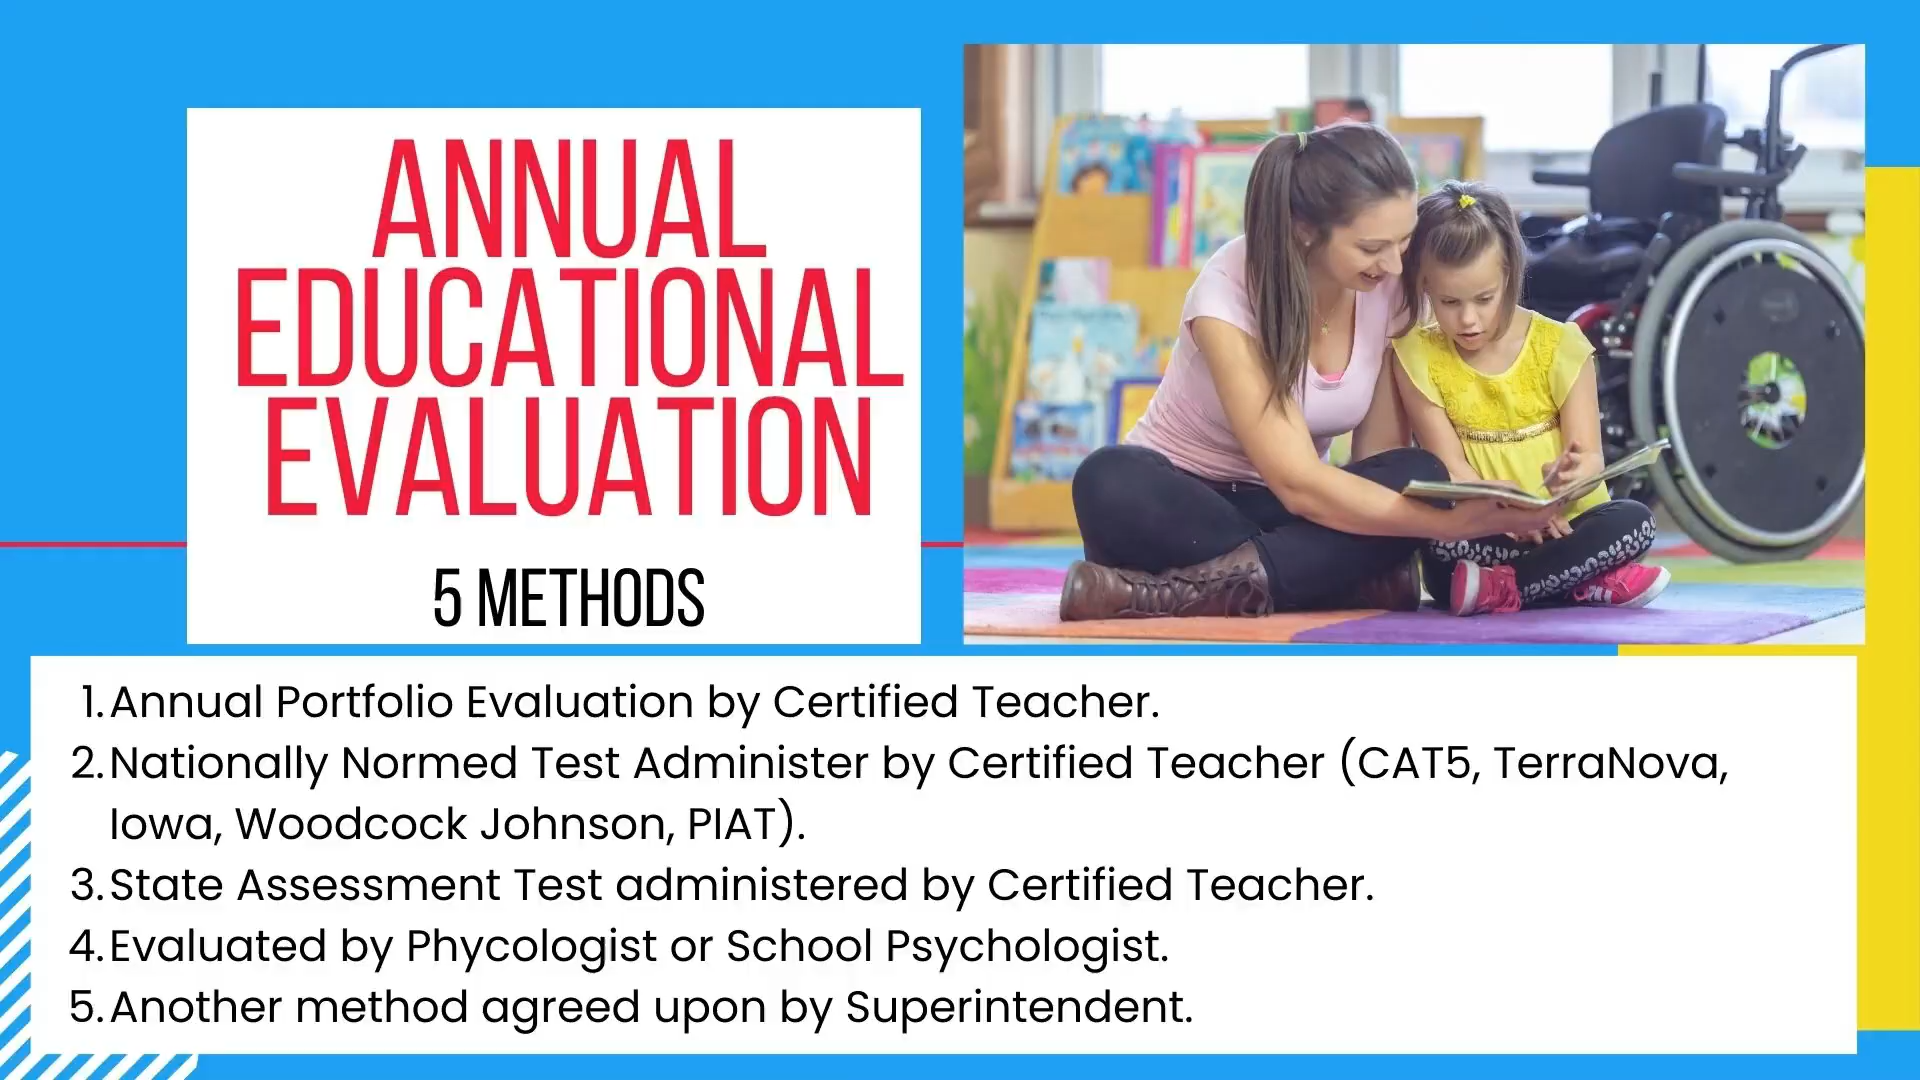 ANNUAL
EDUCATIONAL
EVALUATION
5 METHODS
1. Annual Portfolio Evaluation by Certified Teacher.
2. Nationally Normed Test Administer by Certified Teacher (CAT5, TerraNova,
Iowa, Woodcock Johnson, PIAT).
3. State Assessment Test administered by Certified Teacher.
4. Evaluated by Phycologist or School Psychologist.
5. Another method agreed upon by Superintendent.